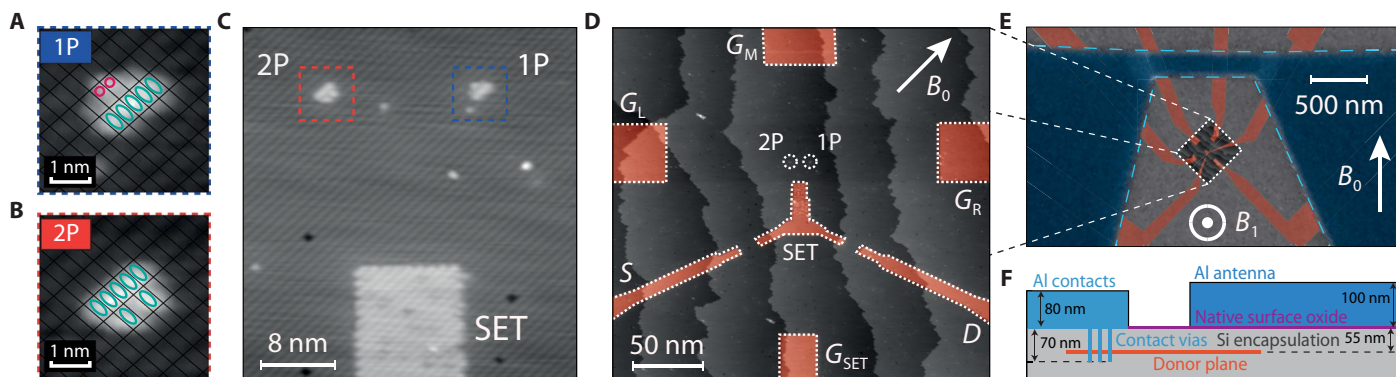 A
1P
1 nm
B
2P
1 nm
C
2P
1P
SET
8 nm
D
G_M
B_0
G_L
2P
1P
G_R
SET
S
D
G_SET
50 nm
E
500 nm
B_0
B_1
F
Al contacts
Al antenna
80 nm
100 nm
Native surface oxide
70 nm
Contact vias
Si encapsulation
55 nm
Donor plane